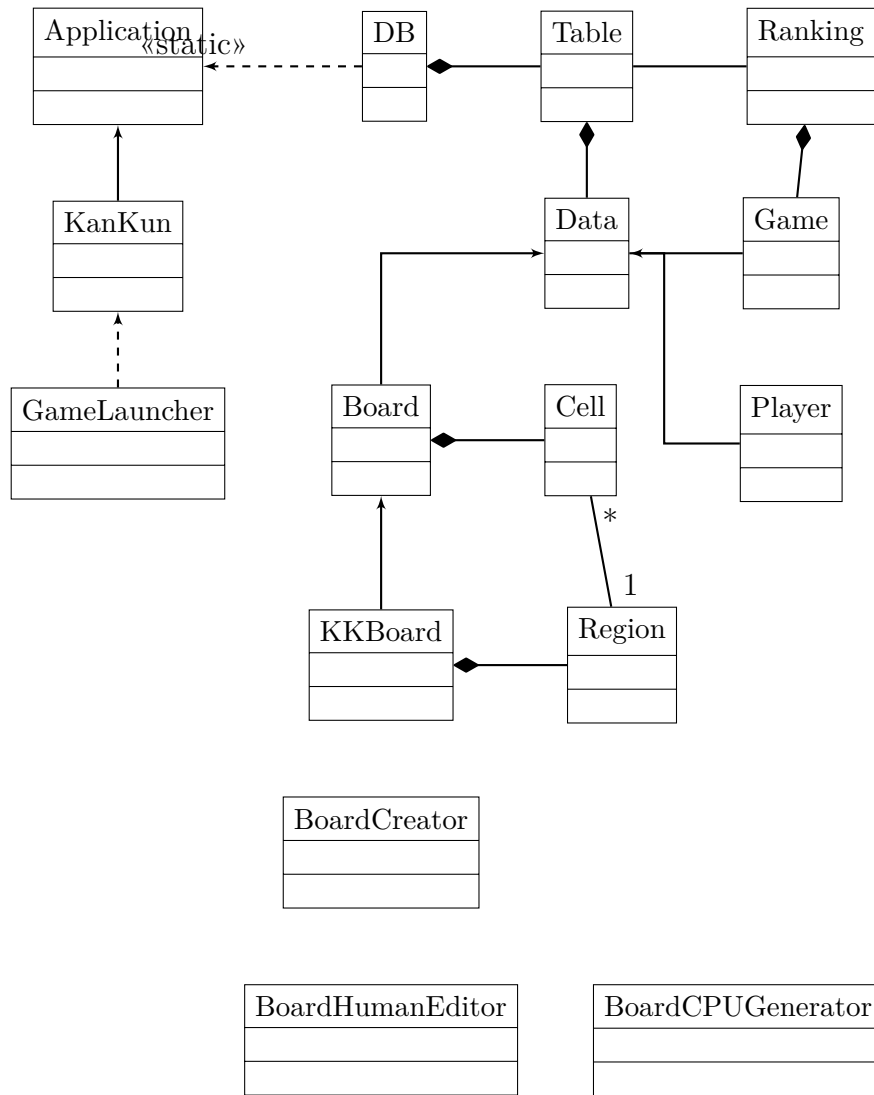 Application
«static»
DB
Table
Ranking
KanKun
Data
Game
GameLauncher
Board
Cell
Player
*
1
KKBoard
Region
BoardCreator
BoardHumanEditor
BoardCPUGenerator